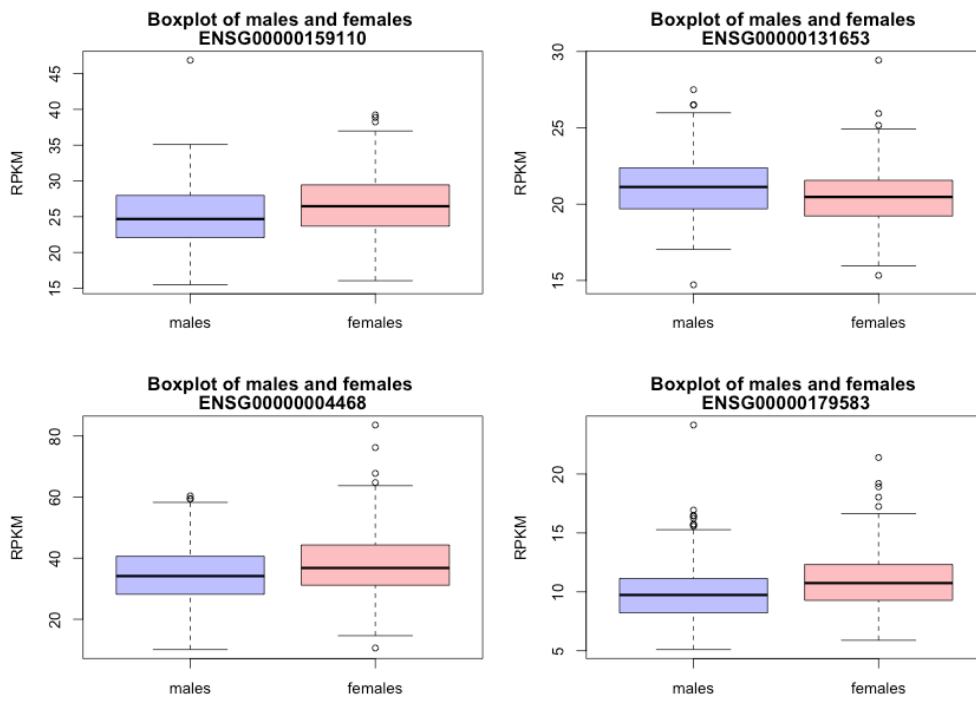 Boxplot of males and females
ENSG00000159110
RPKM
45
40
35
30
25
20
15
males females
Boxplot of males and females
ENSG00000131653
RPKM
30
25
20
15
males females
Boxplot of males and females
ENSG00000004468
RPKM
80
60
40
20
males females
Boxplot of males and females
ENSG00000179583
RPKM
20
15
10
5
males females